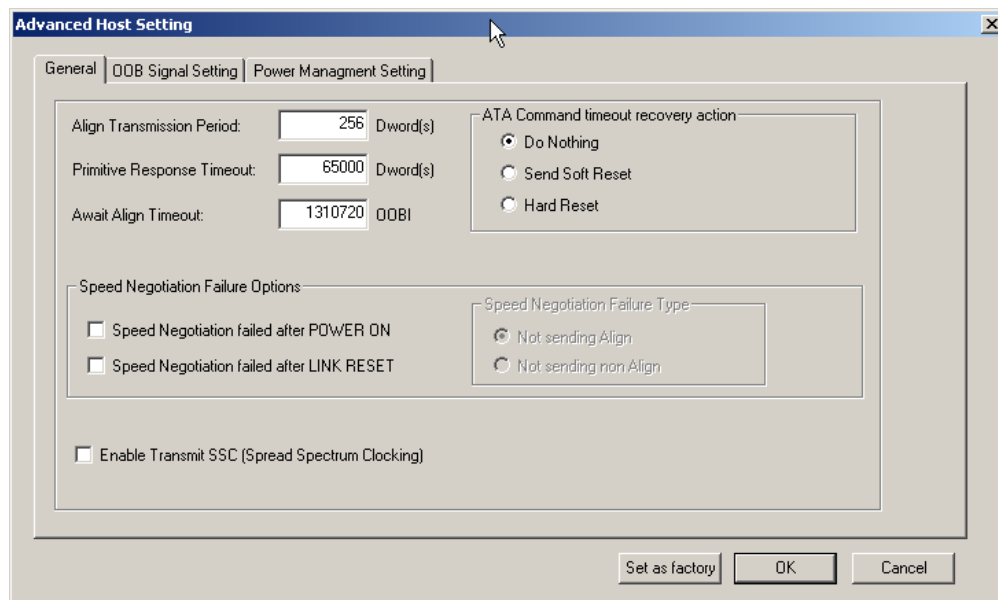 Advanced Host Setting
General OOB Signal Setting Power Managment Setting
Align Transmission Period: 256 Dword(s)
Primitive Response Timeout: 65000 Dword(s)
Await Align Timeout: 1310720 OOBI
ATA Command timeout recovery action
Do Nothing
Send Soft Reset
Hard Reset
Speed Negotiation Failure Options
Speed Negotiation failed after POWER ON
Speed Negotiation failed after LINK RESET
Speed Negotiation Failure Type
Not sending Align
Not sending non Align
Enable Transmit SSC (Spread Spectrum Clocking)
Set as factory OK Cancel